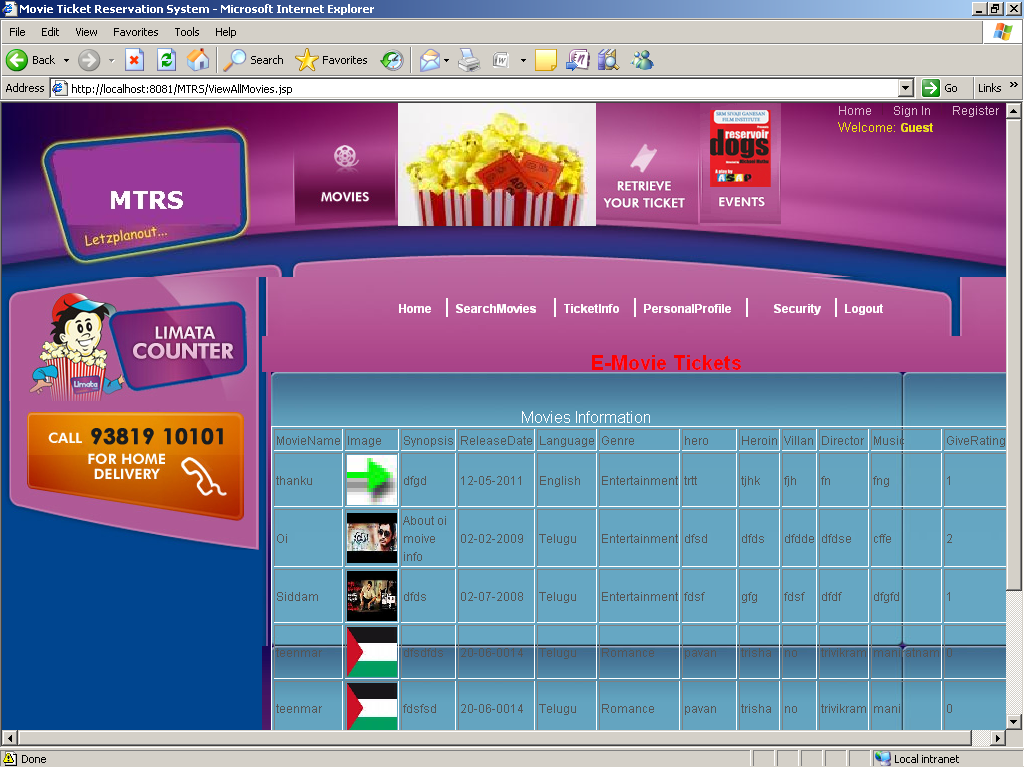 Movie Ticket Reservation System - Microsoft Internet Explorer
File Edit View Favorites Tools Help
Back Search Favorites
Address http://localhost:8081/MTRS/ViewAllMovies.jsp Go Links »
Home Sign In Register
Welcome: Guest
MTRS
Letzplanout...
MOVIES
RETRIEVE
YOUR TICKET
reservoir
dogs
EVENTS
LIMATA
COUNTER
Limata
CALL 93819 10101
FOR HOME
DELIVERY
Home SearchMovies TicketInfo PersonalProfile Security Logout
E-Movie Tickets
Movies Information
MovieName Image Synopsis ReleaseDate Language Genre hero Heroin Villan Director Music GiveRating
thanku dfgd 12-05-2011 English Entertainment trtt tjhk fjh fn fng 1
Oi About oi moive info 02-02-2009 Telugu Entertainment dfsd dfds dfdde dfdse cffe 2
Siddam dfds 02-07-2008 Telugu Entertainment fdsf gfg fdsf dfdf dfgfd 1
teenmar dfsdfds 20-06-0014 Telugu Romance pavan trisha no trivikram maniratnam 0
teenmar fdsfsd 20-06-0014 Telugu Romance pavan trisha no trivikram mani 0
Done Local intranet